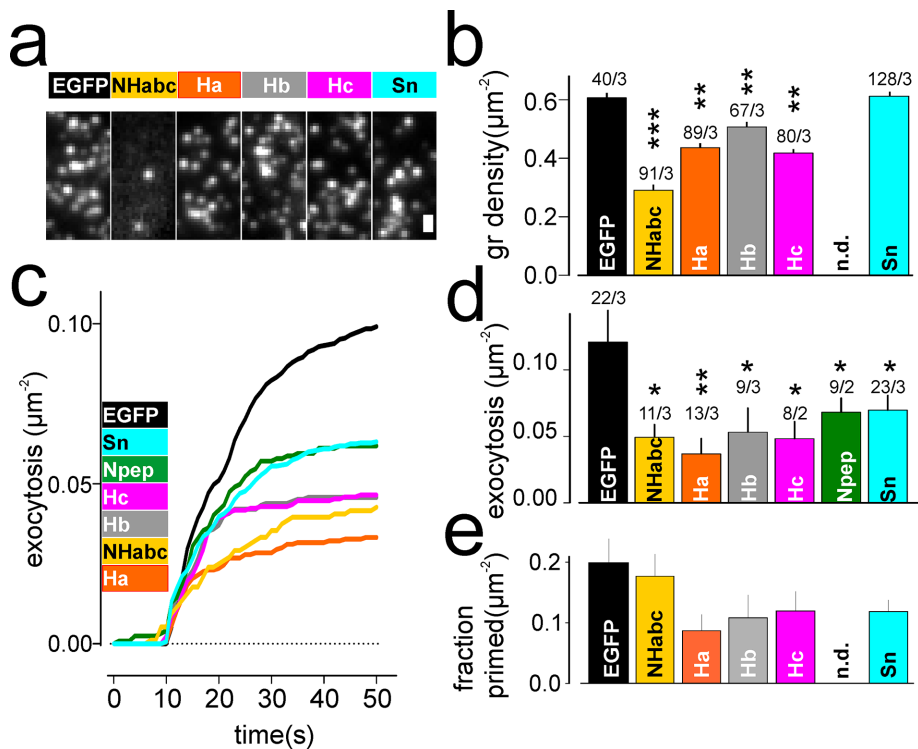 a
EGFP NHabc Ha Hb Hc Sn
b
gr density(µm-2)
0.6
0.4
0.2
0.0
40/3
***
91/3
**
89/3
**
67/3
**
80/3
128/3
EGFP
NHabc
Ha
Hb
Hc
n.d.
Sn
c
exocytosis (µm-2)
0.10
0.05
0.00
EGFP
Sn
Npep
Hc
Hb
NHabc
Ha
0 10 20 30 40 50
time(s)
d
exocytosis (µm-2)
0.10
0.05
0.00
22/3
*
11/3
**
13/3
*
9/3
*
8/2
*
9/2
*
23/3
EGFP
NHabc
Ha
Hb
Hc
Npep
Sn
e
fraction
primed(µm-2)
0.2
0.1
0.0
EGFP
NHabc
Ha
Hb
Hc
n.d.
Sn